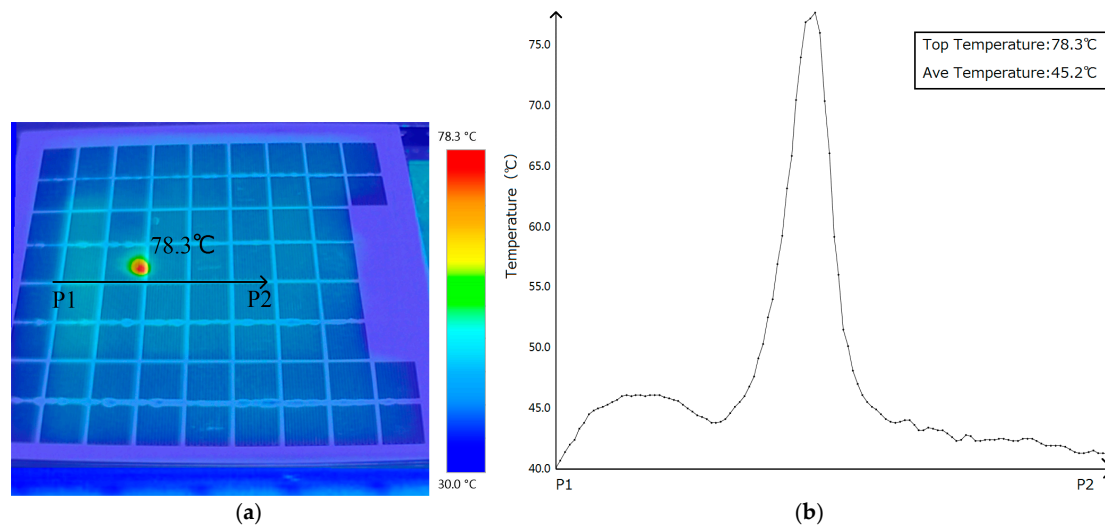 78.3 °C
78.3℃
P1
P2
30.0 °C
(a)
Temperature (℃)
75.0
70.0
65.0
60.0
55.0
50.0
45.0
40.0
Top Temperature:78.3℃
Ave Temperature:45.2℃
P1
P2
(b)